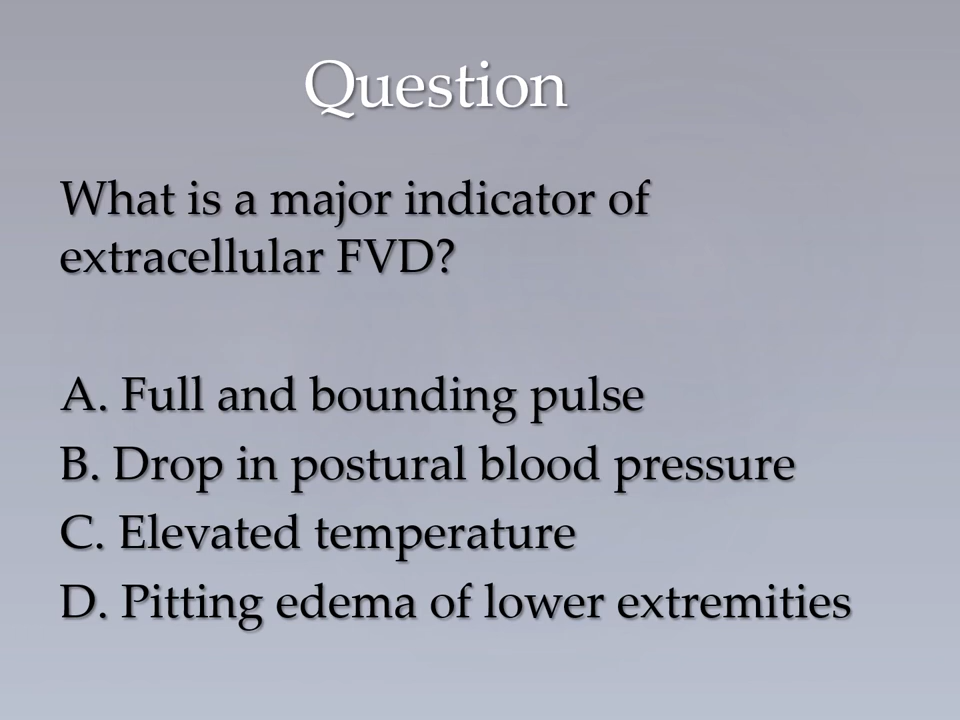 Question
What is a major indicator of
extracellular FVD?
A. Full and bounding pulse
B. Drop in postural blood pressure
C. Elevated temperature
D. Pitting edema of lower extremities